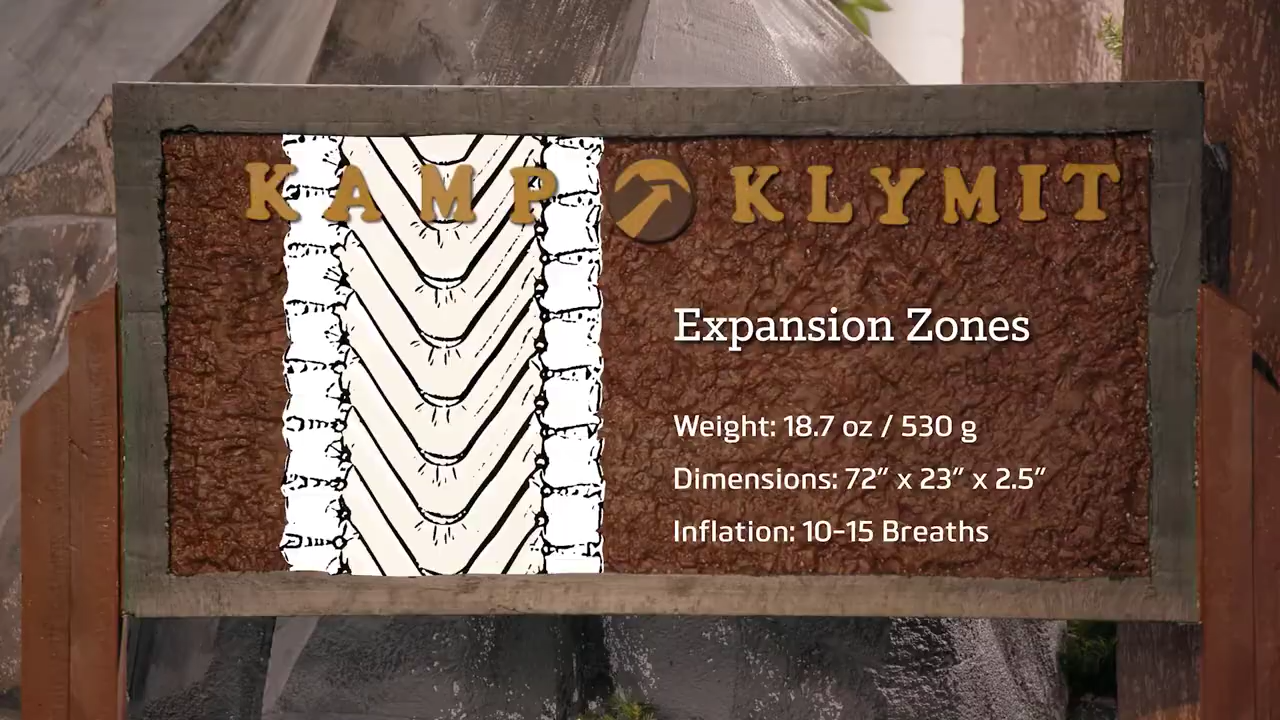 KAMP KLYMIT
Expansion Zones
Weight: 18.7 oz / 530 g
Dimensions: 72” x 23” x 2.5”
Inflation: 10-15 Breaths